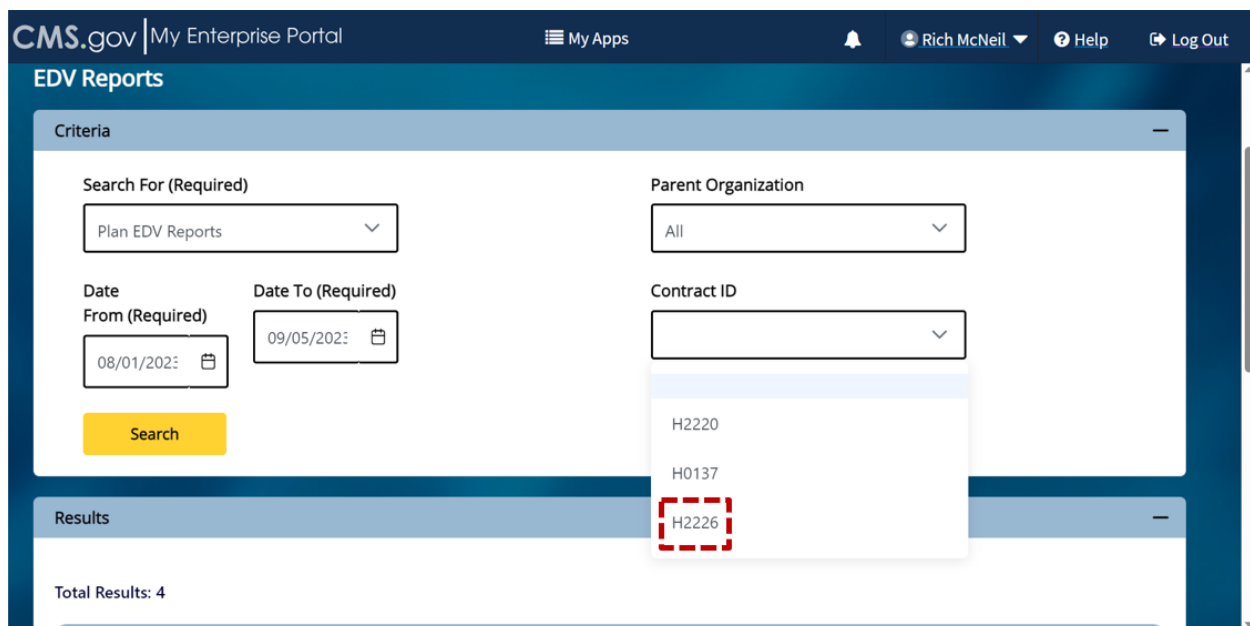 CMS.gov My Enterprise Portal
My Apps
Rich McNeil
Help
Log Out
EDV Reports
Criteria
Search For (Required)
Plan EDV Reports
Parent Organization
All
Date
From (Required)
08/01/202
Date To (Required)
09/05/202
Contract ID
H2220
H0137
H2226
Search
Results
Total Results: 4